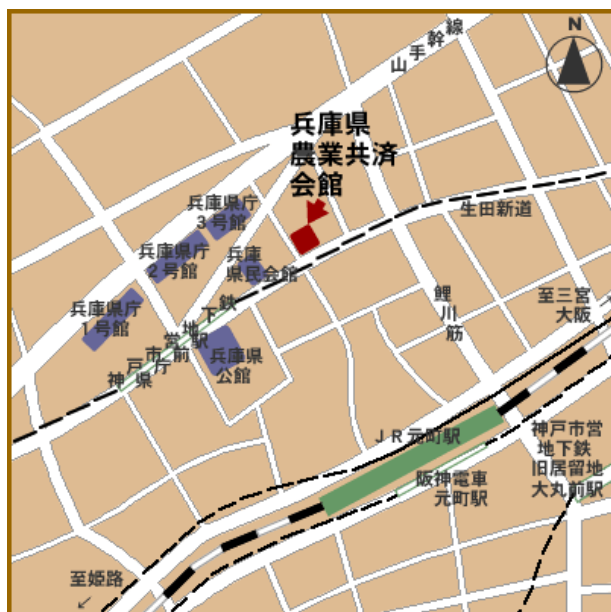 N
山手幹線
兵庫県
農業共済
会館
兵庫県庁
3号館
生田新道
兵庫県庁
2号館
兵庫
県民会館
兵庫県庁
1号館
鯉川筋
至三宮
大阪
神戸市営地下鉄
県庁前駅
兵庫県
公館
JR元町駅
神戸市営
地下鉄
旧居留地
大丸前駅
阪神電車
元町駅
至姫路
↙